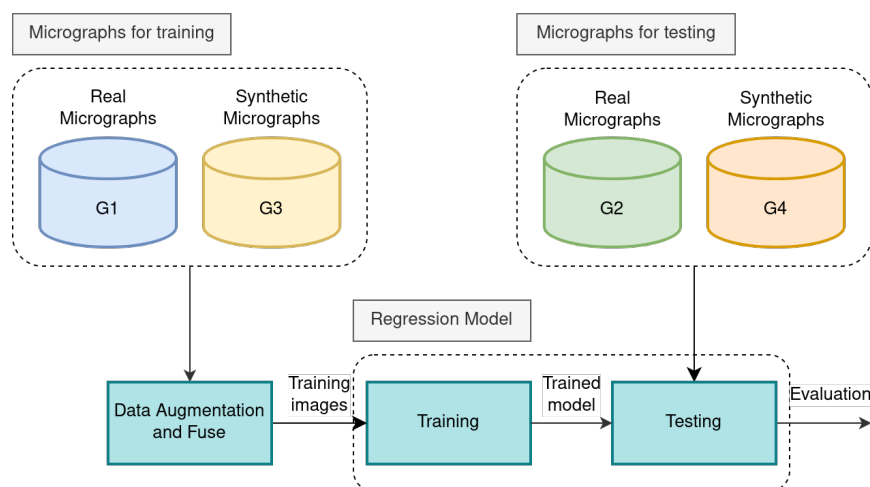 Micrographs for training
Micrographs for testing
Real
Micrographs
Synthetic
Micrographs
G1
G3
Real
Micrographs
Synthetic
Micrographs
G2
G4
Regression Model
Data Augmentation
and Fuse
Training
images
Training
Trained
model
Testing
Evaluation